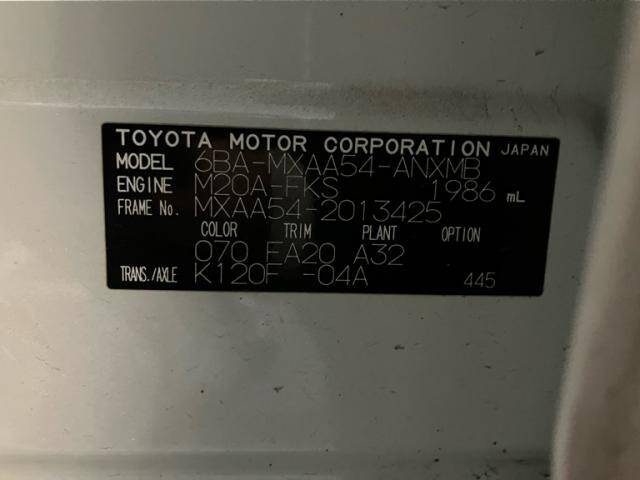 TOYOTA MOTOR CORPORATION JAPAN
MODEL 6BA-MXAA54-ANXMB
ENGINE M20A-FKS 1986 mL
FRAME No. MXAA54-2013425
COLOR TRIM PLANT OPTION
070 EA20 A32
TRANS./AXLE K120F -04A 445